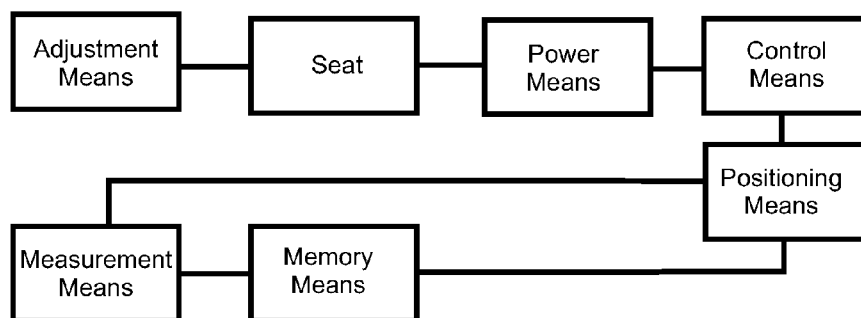 Adjustment
Means
Seat
Power
Means
Control
Means
Positioning
Means
Measurement
Means
Memory
Means